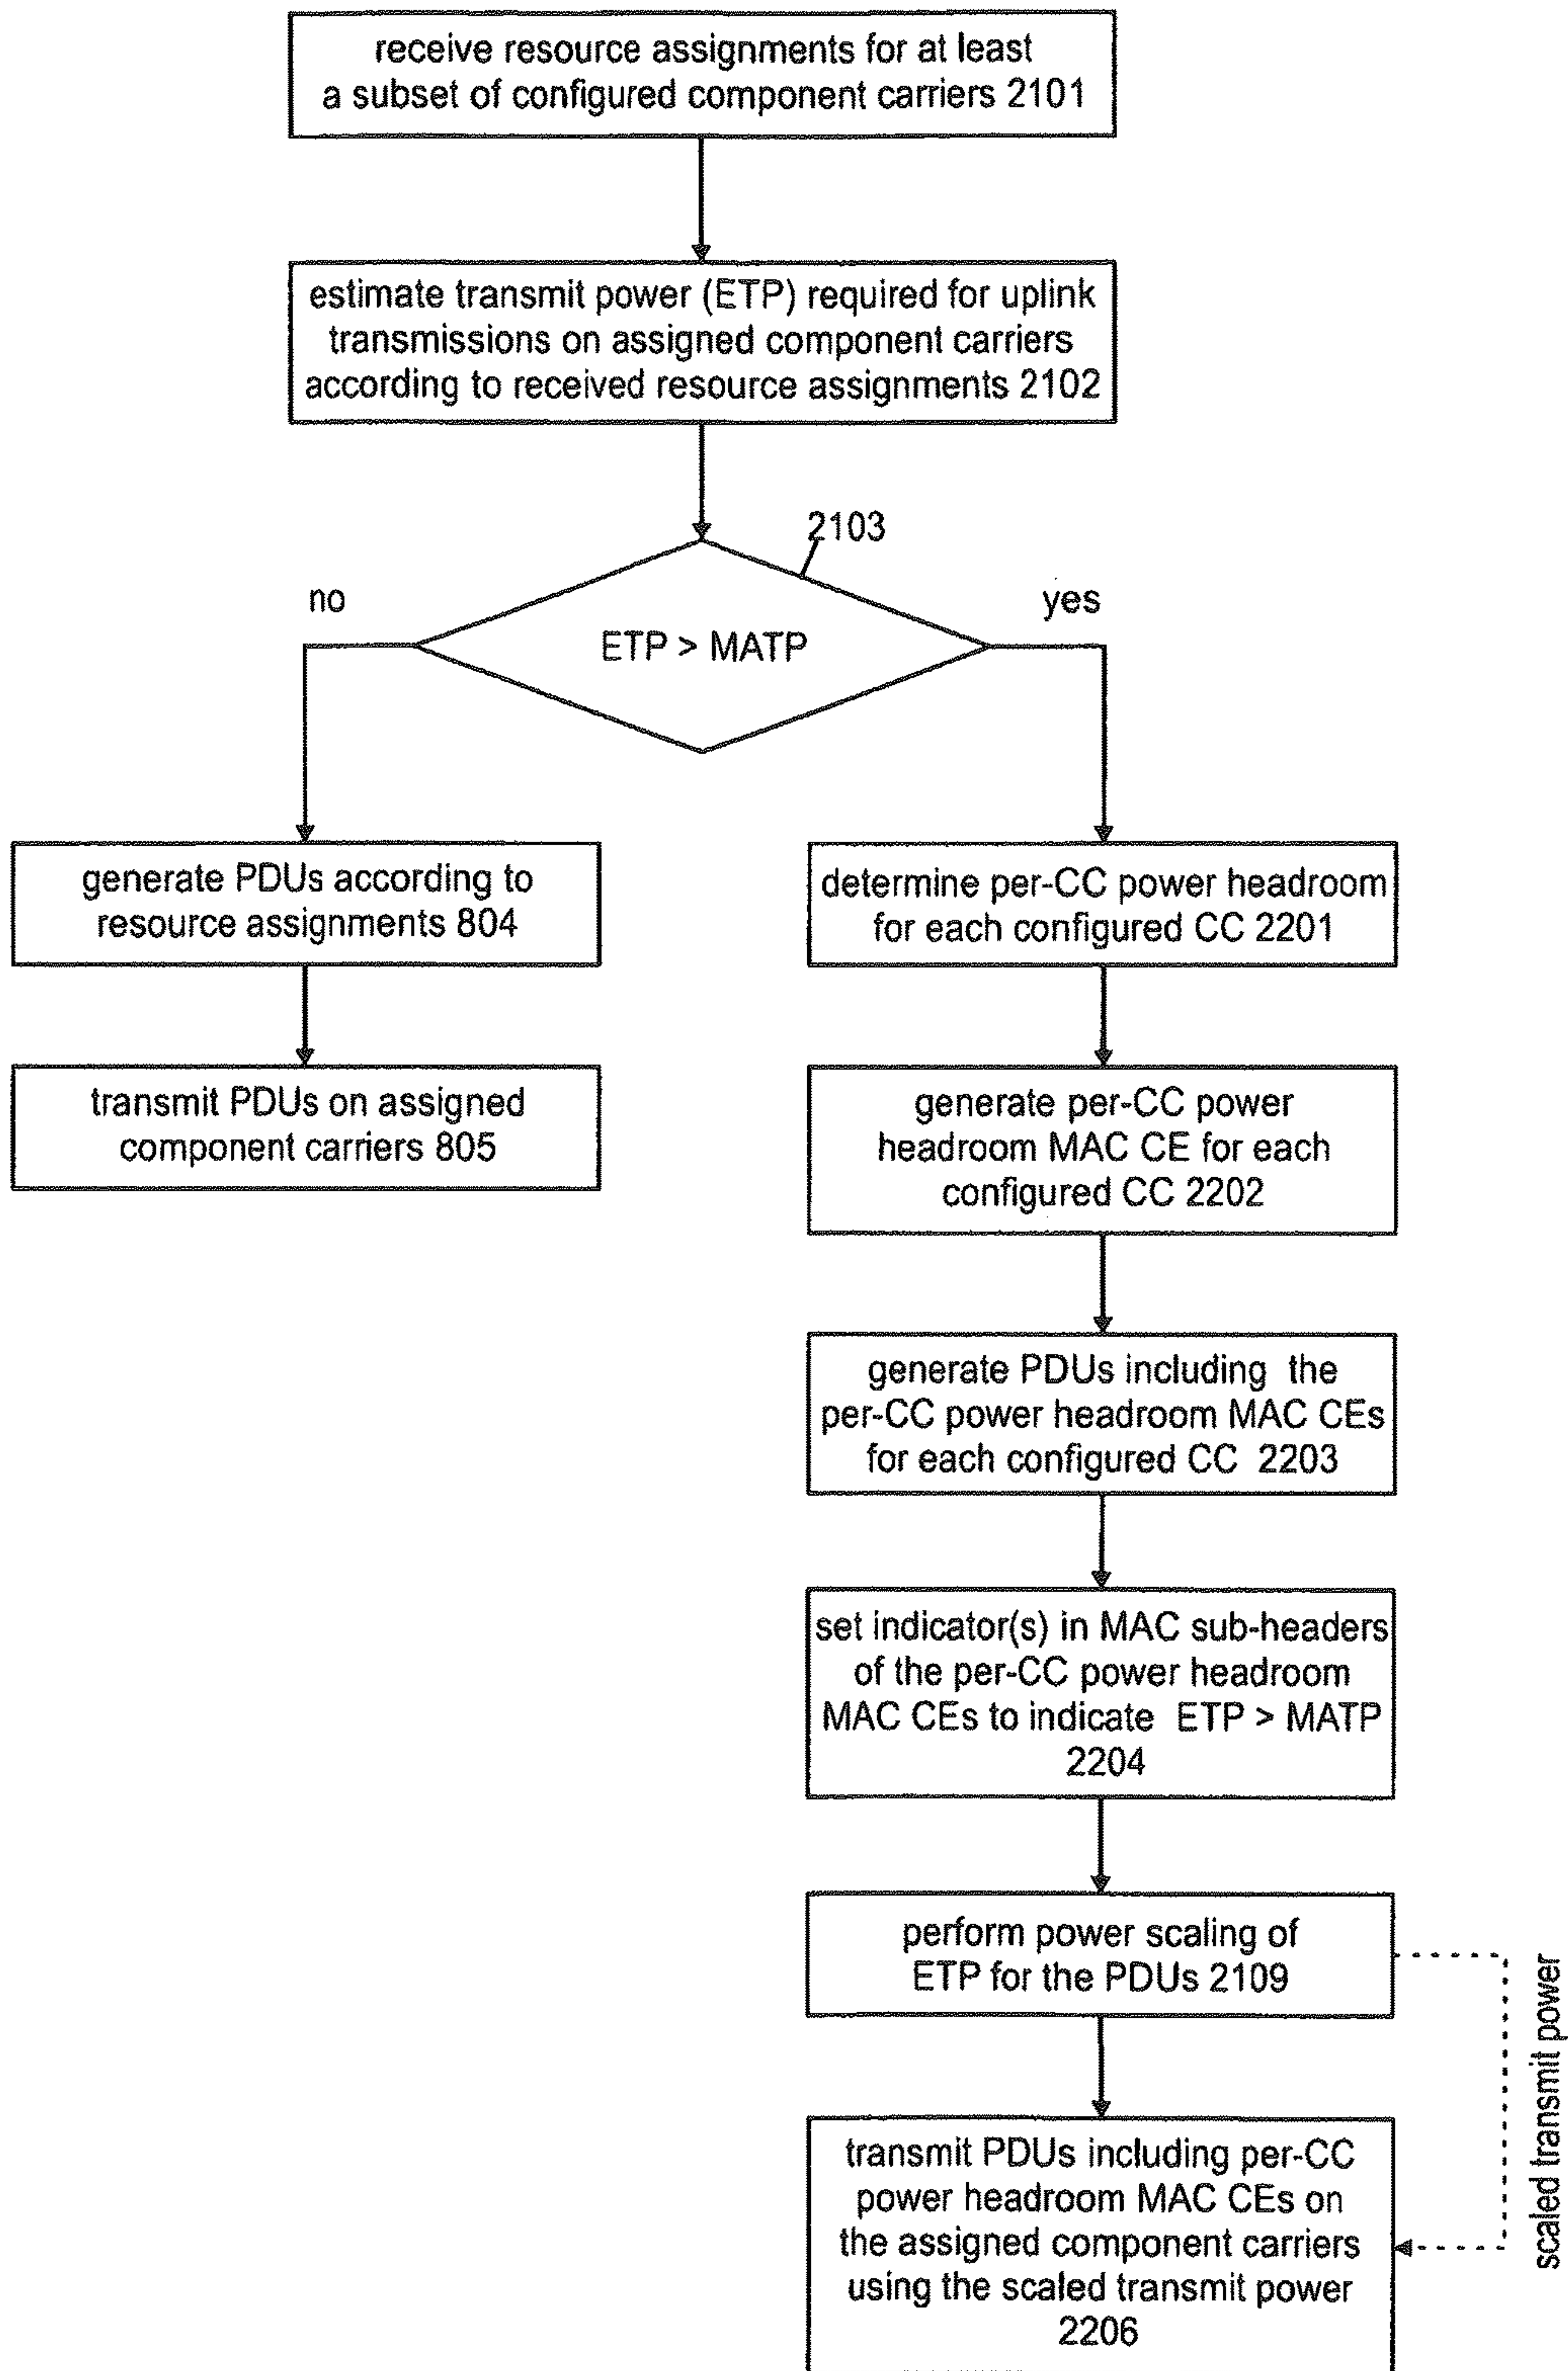 receive resource assignments for at least
a subset of configured component carriers 2101
estimate transmit power (ETP) required for uplink
transmissions on assigned component carriers
according to received resource assignments 2102
2103
no
yes
ETP > MATP
generate PDUs according to
resource assignments 804
transmit PDUs on assigned
component carriers 805
determine per-CC power headroom
for each configured CC 2201
generate per-CC power
headroom MAC CE for each
configured CC 2202
generate PDUs including the
per-CC power headroom MAC CEs
for each configured CC 2203
set indicator(s) in MAC sub-headers
of the per-CC power headroom
MAC CEs to indicate ETP > MATP
2204
perform power scaling of
ETP for the PDUs 2109
scaled transmit power
transmit PDUs including per-CC
power headroom MAC CEs on
the assigned component carriers
using the scaled transmit power
2206